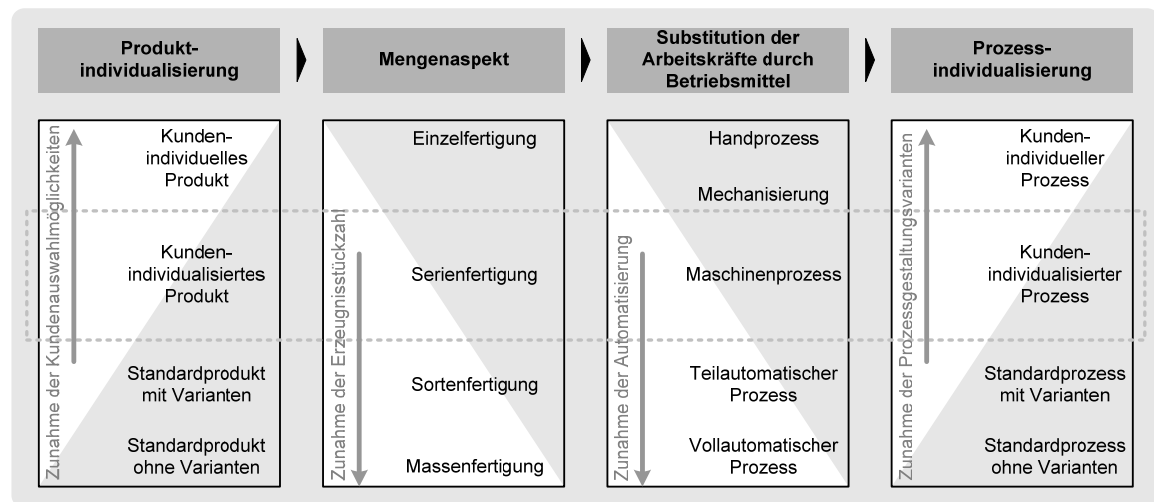 Produkt-
individualisierung
Mengenaspekt
Substitution der
Arbeitskräfte durch
Betriebsmittel
Prozess-
individualisierung
Zunahme der Kundenauswahlmöglichkeiten
Kunden-
individuelles
Produkt
Kunden-
individualisiertes
Produkt
Standardprodukt
mit Varianten
Standardprodukt
ohne Varianten
Zunahme der Erzeugnisstückzahl
Einzelfertigung
Serienfertigung
Sortenfertigung
Massenfertigung
Zunahme der Automatisierung
Handprozess
Mechanisierung
Maschinenprozess
Teilautomatischer
Prozess
Vollautomatischer
Prozess
Zunahme der Prozessgestaltungsvarianten
Kunden-
individueller
Prozess
Kunden-
individualisierter
Prozess
Standardprozess
mit Varianten
Standardprozess
ohne Varianten